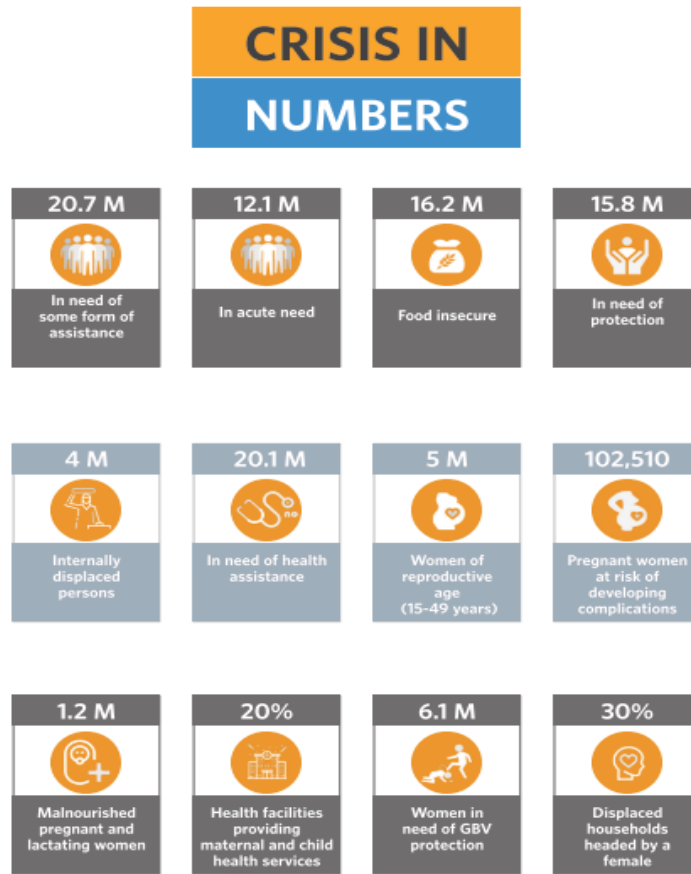 CRISIS IN
NUMBERS
20.7 M
In need of
some form of
assistance
12.1 M
In acute need
16.2 M
Food insecure
15.8 M
In need of
protection
4 M
Internally
displaced
persons
20.1 M
In need of health
assistance
5 M
Women of
reproductive
age
(15-49 years)
102,510
Pregnant women
at risk of
developing
complications
1.2 M
Malnourished
pregnant and
lactating women
20%
Health facilities
providing
maternal and child
health services
6.1 M
Women in
need of GBV
protection
30%
Displaced
households
headed by a
female